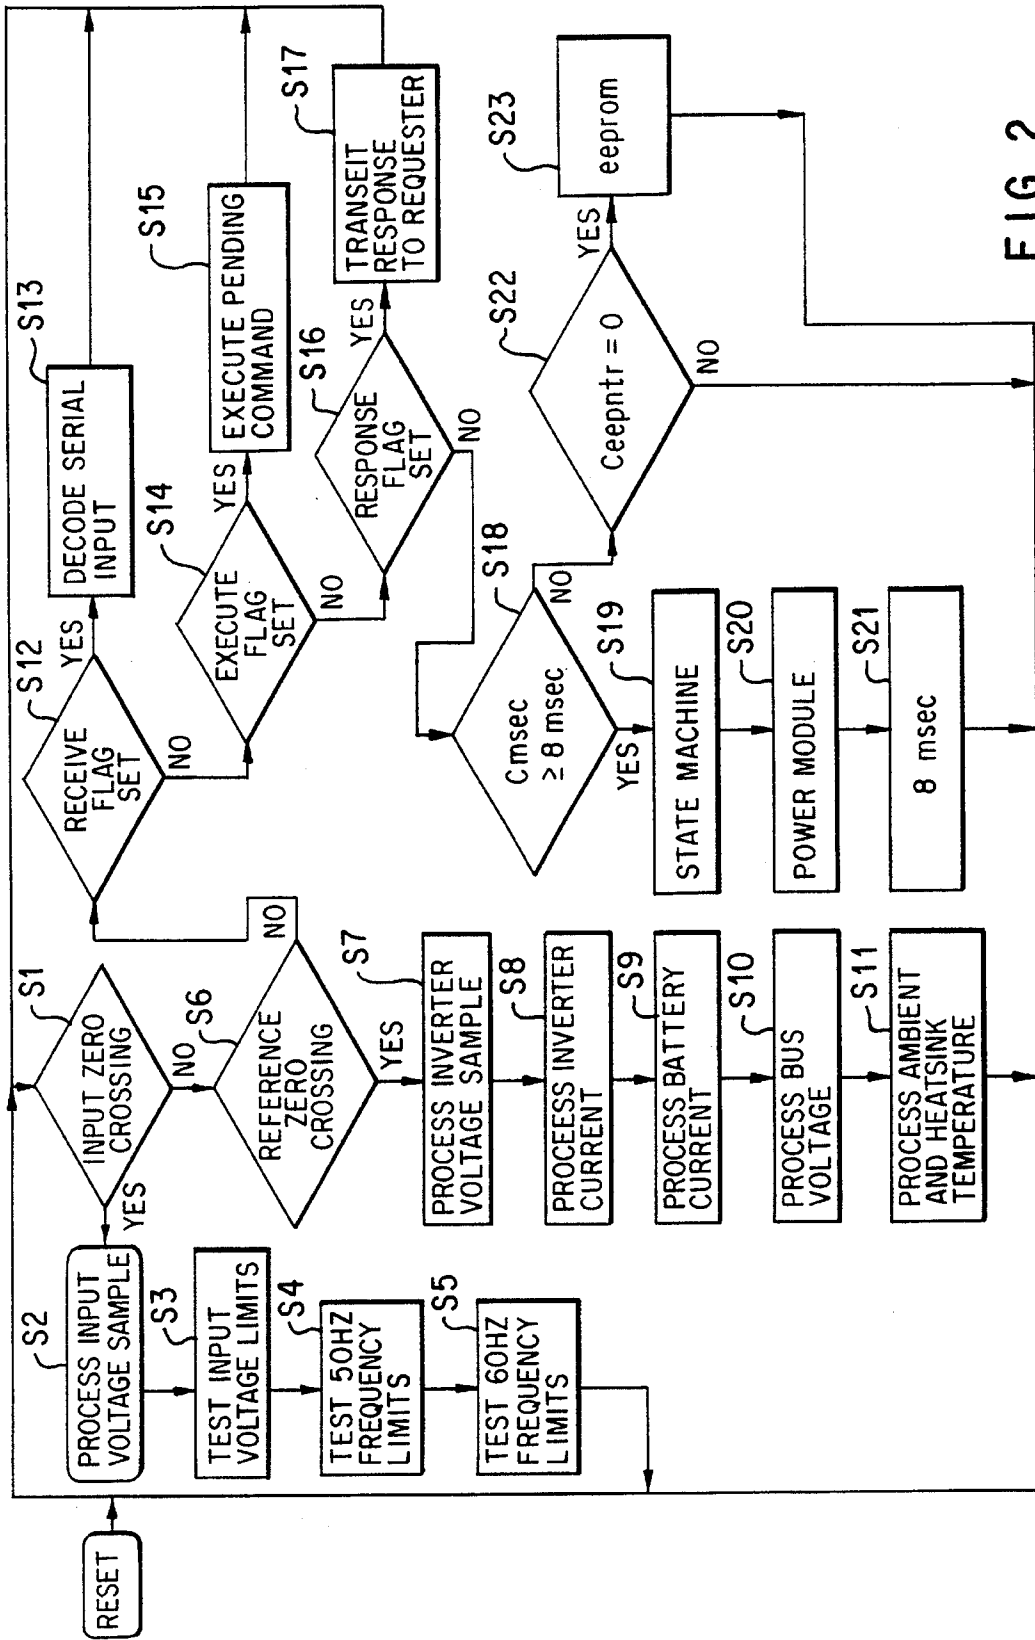 RESET
S1
INPUT ZERO
CROSSING
YES
NO
S2
PROCESS INPUT
VOLTAGE SAMPLE
S3
TEST INPUT
VOLTAGE LIMITS
S4
TEST 50HZ
FREQUENCY
LIMITS
S5
TEST 60HZ
FREQUENCY
LIMITS
S6
REFERENCE
ZERO
CROSSING
NO
YES
S7
PROCESS INVERTER
VOLTAGE SAMPLE
S8
PROCEESS INVERTER
CURRENT
S9
PROCESS BATTERY
CURRENT
S10
PROCESS BUS
VOLTAGE
S11
PROCESS AMBIENT
AND HEATSINK
TEMPERATURE
S12
RECEIVE
FLAG
SET
YES
NO
S13
DECODE SERIAL
INPUT
S14
EXECUTE
FLAG
SET
YES
NO
S15
EXECUTE PENDING
COMMAND
S16
RESPONSE
FLAG
SET
YES
NO
S17
TRANSEIT
RESPONSE
TO REQUESTER
S18
Cmsec
≥ 8 msec
NO
YES
S19
STATE MACHINE
S20
POWER MODULE
S21
8 msec
S22
Ceepntr = 0
YES
NO
S23
eeprom
FIG 2